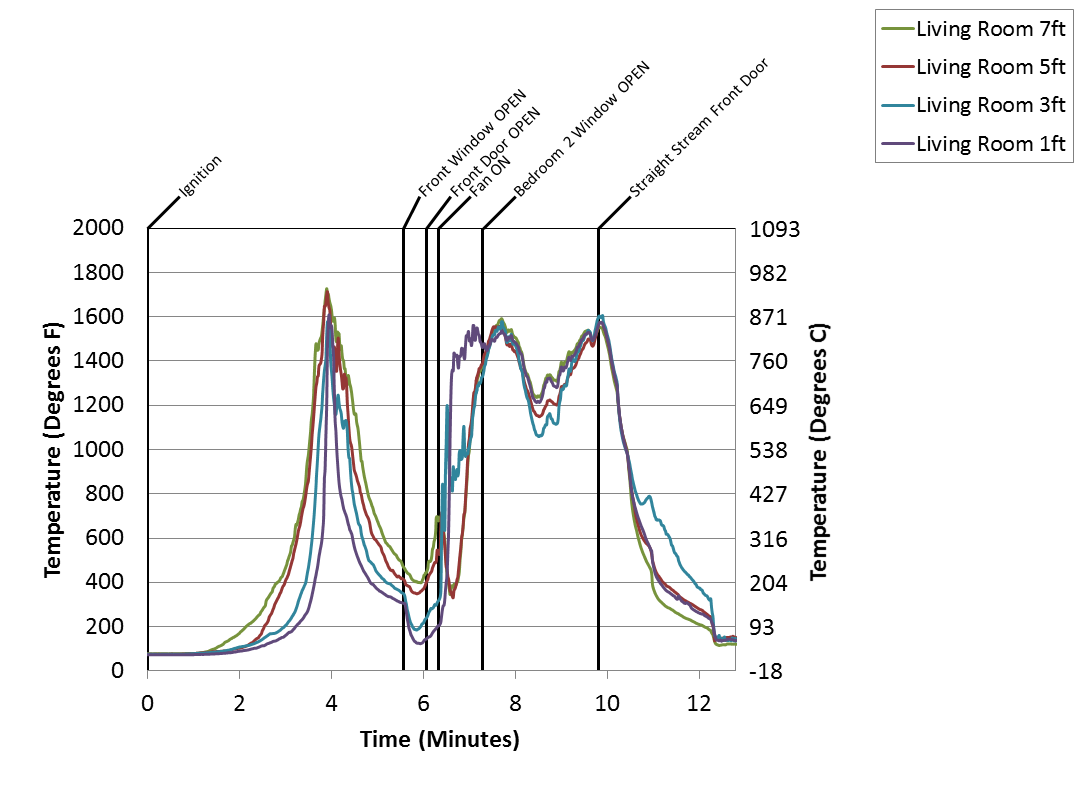 Living Room 7ft
Living Room 5ft
Living Room 3ft
Living Room 1ft
Ignition
Front Window OPEN
Front Door OPEN
Fan ON
Bedroom 2 Window OPEN
Straight Stream Front Door
Temperature (Degrees F)
2000
1800
1600
1400
1200
1000
800
600
400
200
0
1093
982
871
760
649
538
427
316
204
93
-18
Temperature (Degrees C)
0 2 4 6 8 10 12
Time (Minutes)